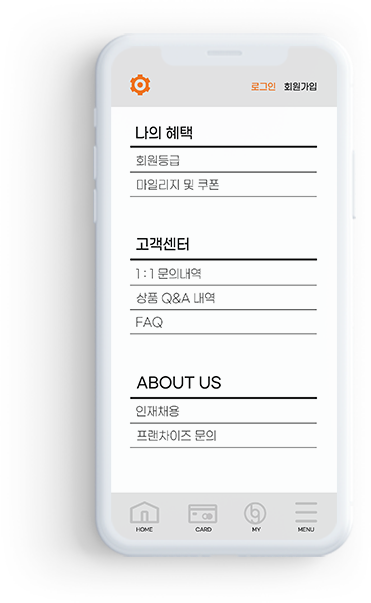 로그인 회원가입
나의 혜택
회원등급
마일리지 및 쿠폰
고객센터
1 : 1 문의내역
상품 Q&A 내역
FAQ
ABOUT US
인재채용
프랜차이즈 문의
HOME CARD MY MENU